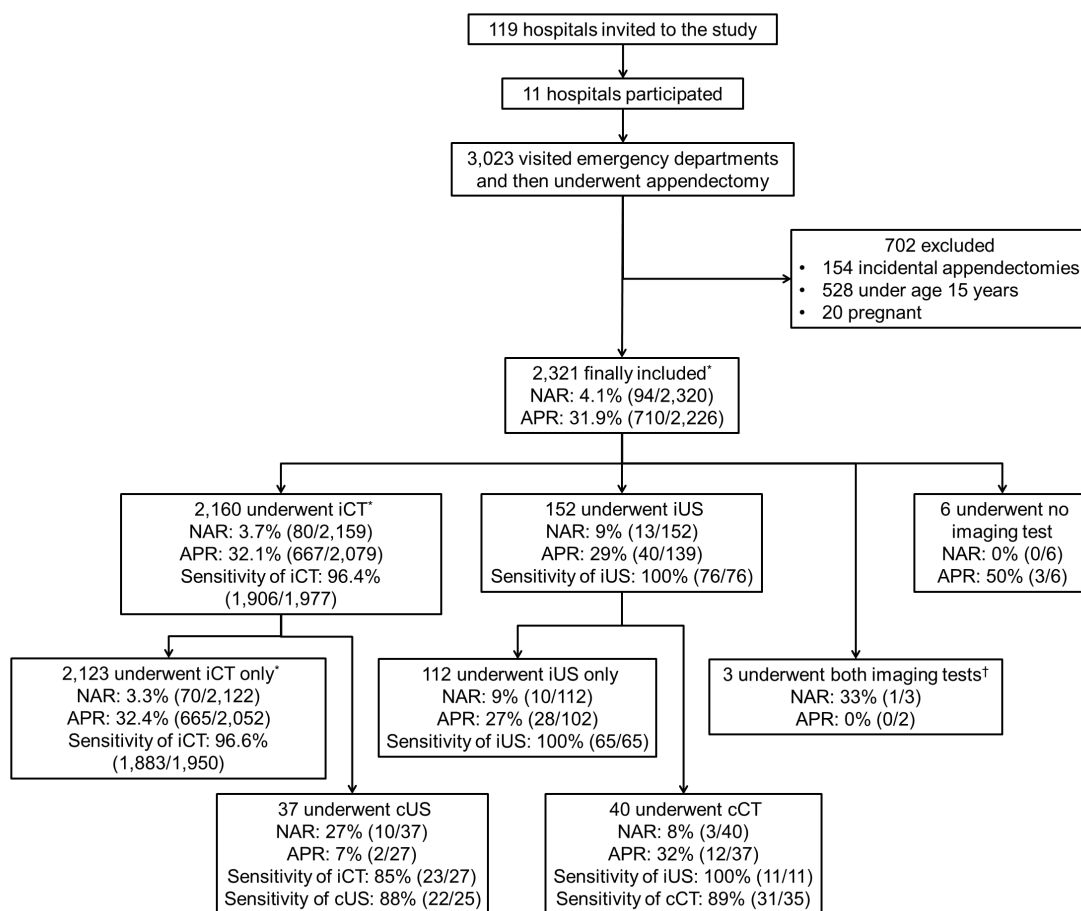 119 hospitals invited to the study
11 hospitals participated
3,023 visited emergency departments
and then underwent appendectomy
702 excluded
• 154 incidental appendectomies
• 528 under age 15 years
• 20 pregnant
2,321 finally included*
NAR: 4.1% (94/2,320)
APR: 31.9% (710/2,226)
2,160 underwent iCT*
NAR: 3.7% (80/2,159)
APR: 32.1% (667/2,079)
Sensitivity of iCT: 96.4%
(1,906/1,977)
152 underwent iUS
NAR: 9% (13/152)
APR: 29% (40/139)
Sensitivity of iUS: 100% (76/76)
6 underwent no
imaging test
NAR: 0% (0/6)
APR: 50% (3/6)
2,123 underwent iCT only*
NAR: 3.3% (70/2,122)
APR: 32.4% (665/2,052)
Sensitivity of iCT: 96.6%
(1,883/1,950)
112 underwent iUS only
NAR: 9% (10/112)
APR: 27% (28/102)
Sensitivity of iUS: 100% (65/65)
3 underwent both imaging tests†
NAR: 33% (1/3)
APR: 0% (0/2)
37 underwent cUS
NAR: 27% (10/37)
APR: 7% (2/27)
Sensitivity of iCT: 85% (23/27)
Sensitivity of cUS: 88% (22/25)
40 underwent cCT
NAR: 8% (3/40)
APR: 32% (12/37)
Sensitivity of iUS: 100% (11/11)
Sensitivity of cCT: 89% (31/35)